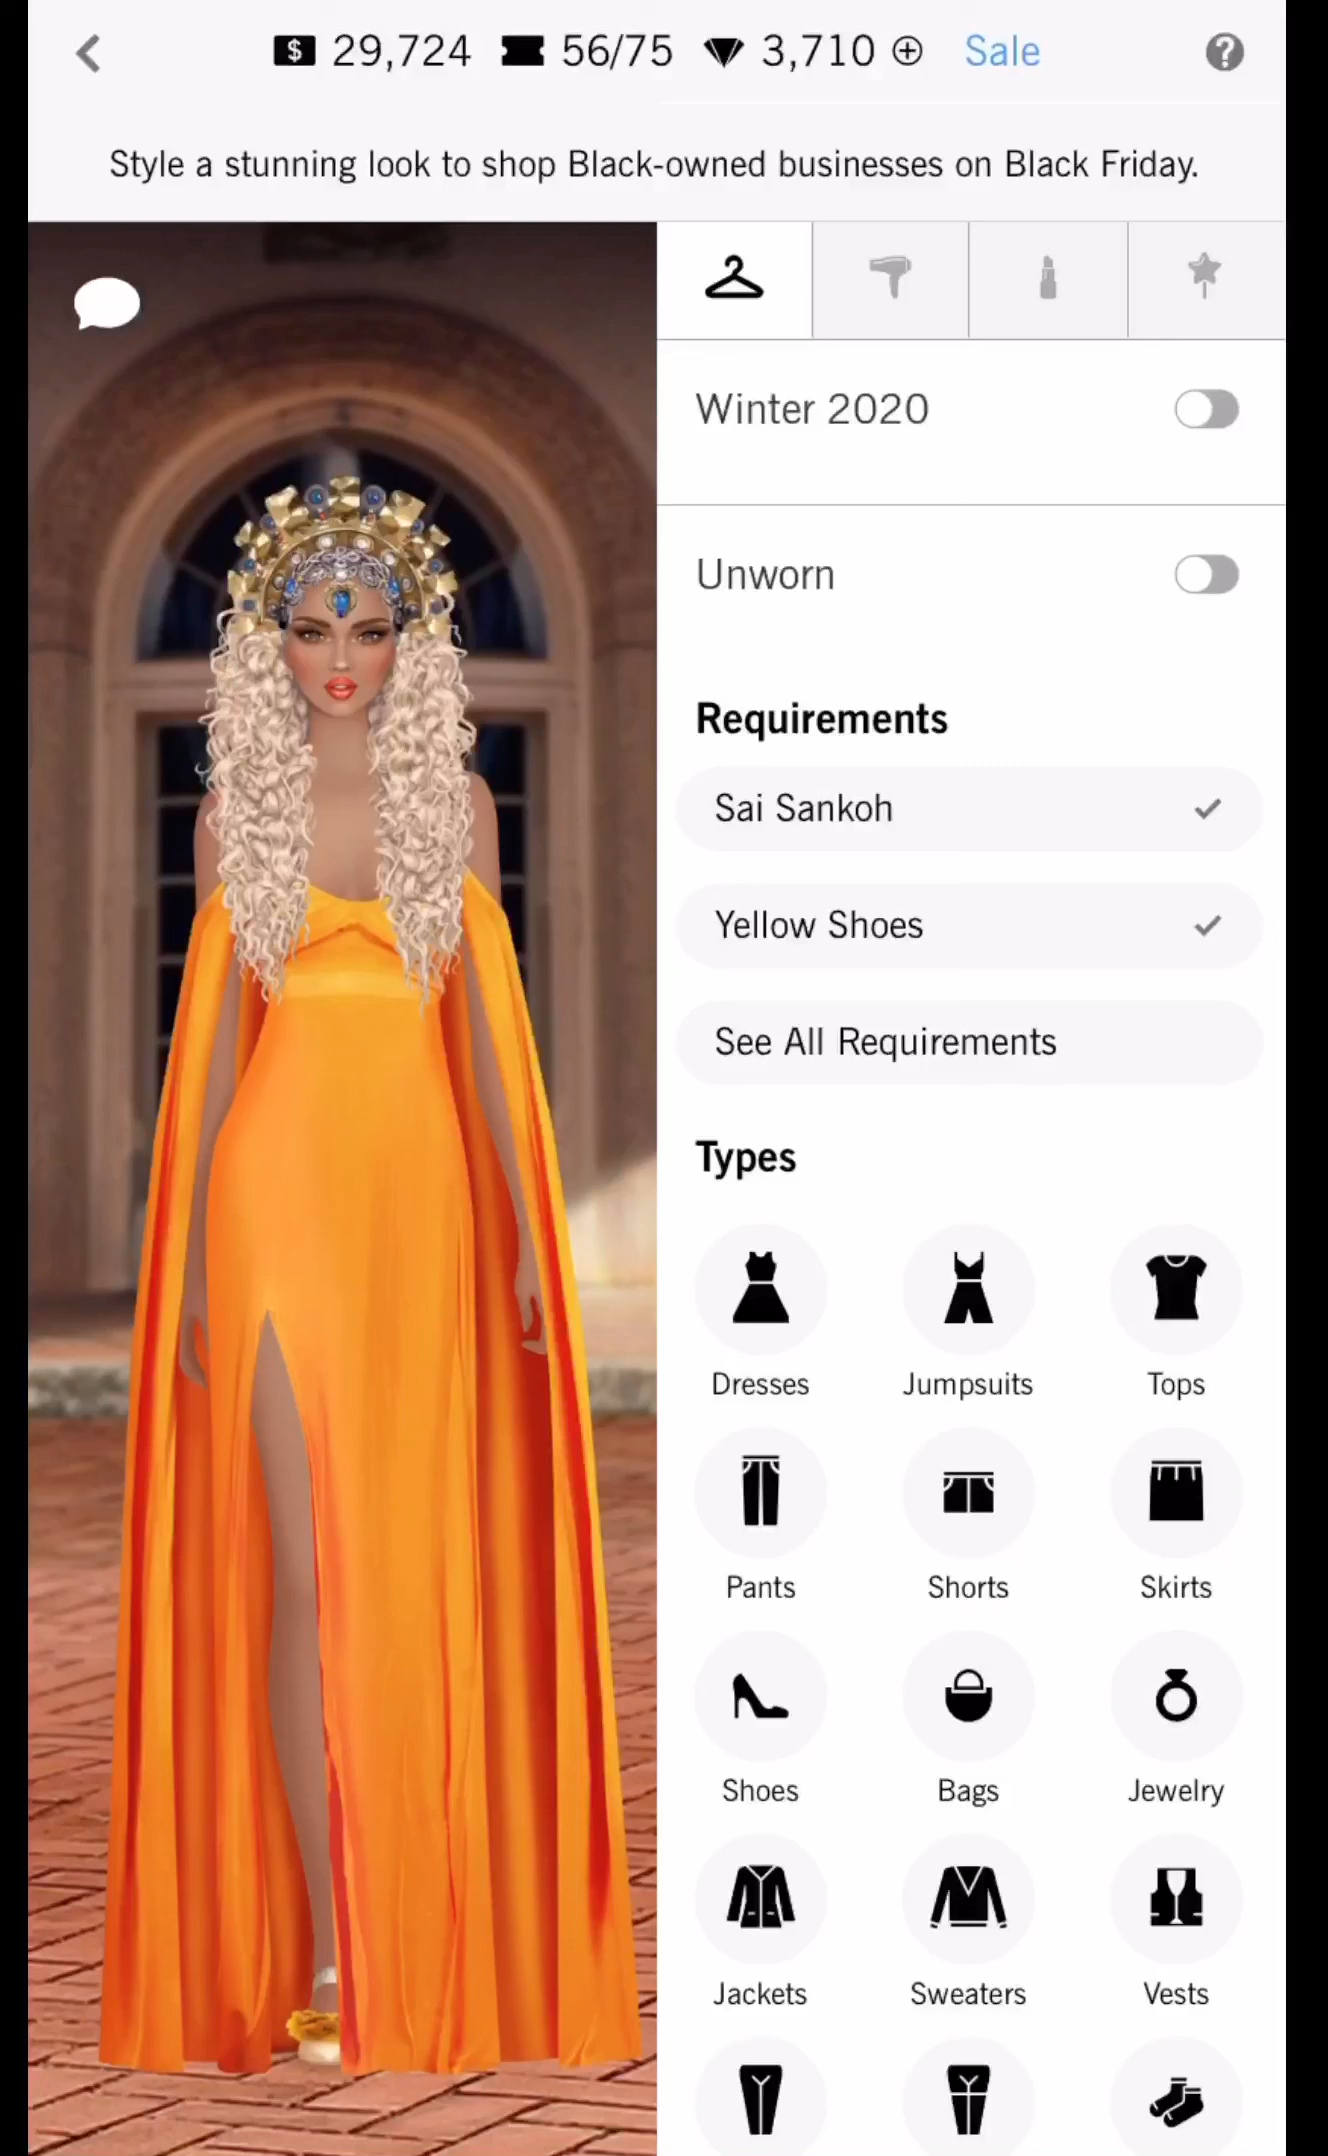 $ 29,724 56/75 3,710 Sale ?
Style a stunning look to shop Black-owned businesses on Black Friday.
Winter 2020
Unworn
Requirements
Sai Sankoh
Yellow Shoes
See All Requirements
Types
Dresses Jumpsuits Tops
Pants Shorts Skirts
Shoes Bags Jewelry
Jackets Sweaters Vests